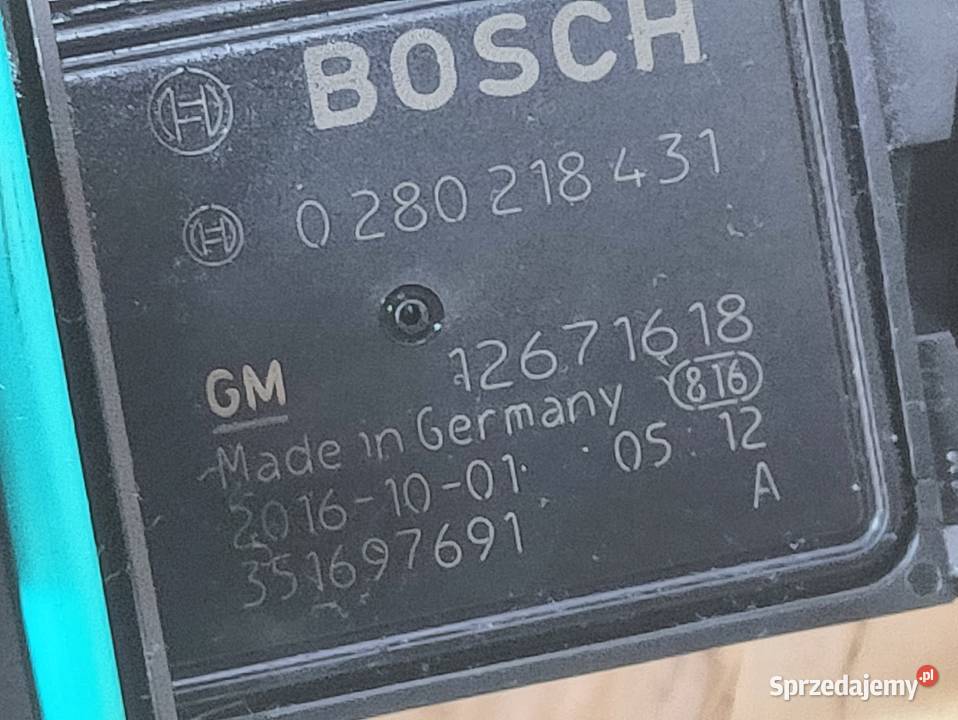 BOSCH
0 280 218 431
12671618
GM
Made in Germany 816
2016-10-01 05:12
351697691 A
Sprzedajemy.pl